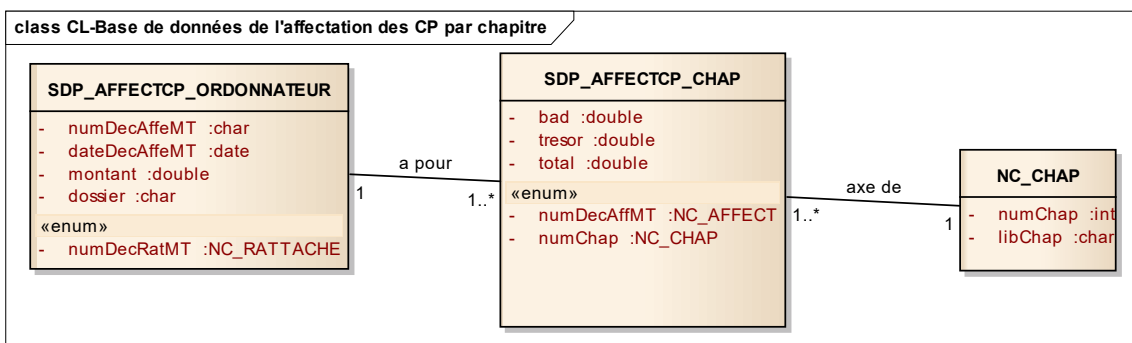 class CL-Base de données de l'affectation des CP par chapitre
SDP_AFFECTCP_ORDONNATEUR
- numDecAffeMT :char
- dateDecAffeMT :date
- montant :double
- dossier :char
«enum»
- numDecRatMT :NC_RATTACHE
a pour
1
1..*
SDP_AFFECTCP_CHAP
- bad :double
- tresor :double
- total :double
«enum»
- numDecAffMT :NC_AFFECT
- numChap :NC_CHAP
axe de
1..*
1
NC_CHAP
- numChap :int
- libChap :char